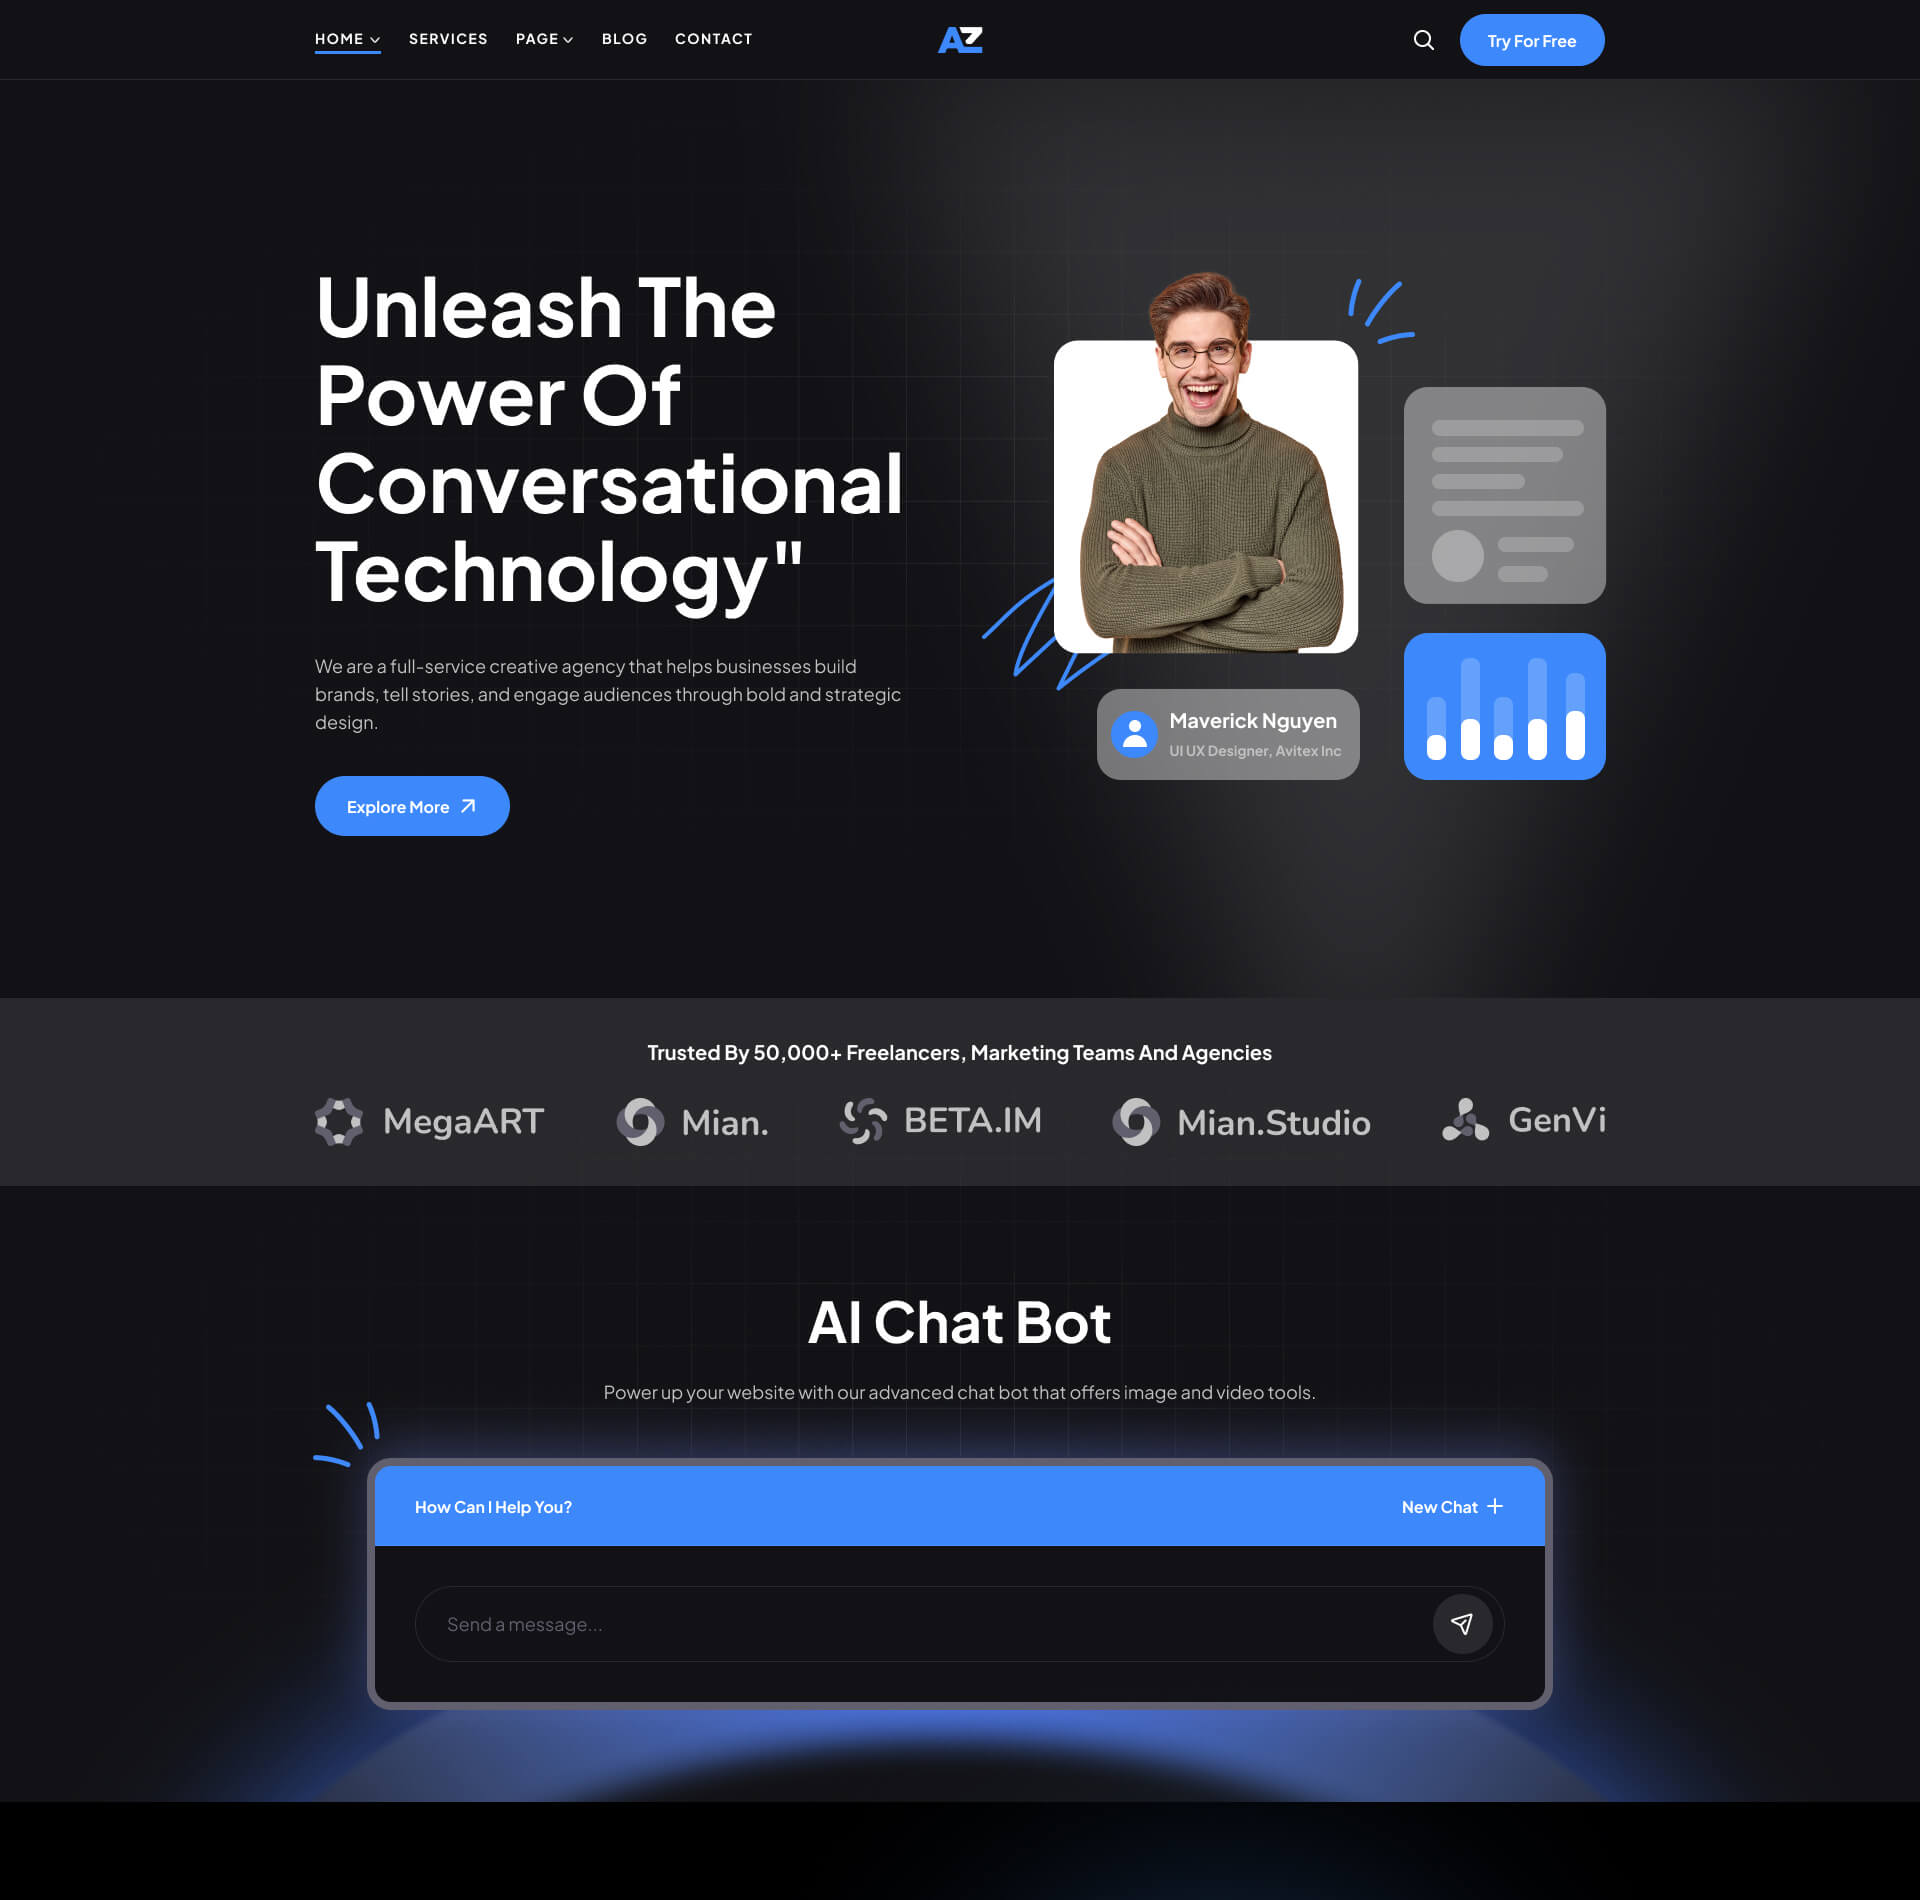 HOME
SERVICES
PAGE
BLOG
CONTACT
AZ
Try For Free
Unleash The
Power Of
Conversational
Technology"
We are a full-service creative agency that helps businesses build
brands, tell stories, and engage audiences through bold and strategic
design.
Explore More
Maverick Nguyen
UI UX Designer, Avitex Inc
Trusted By 50,000+ Freelancers, Marketing Teams And Agencies
MegaART
Mian.
BETA.IM
Mian.Studio
GenVi
AI Chat Bot
Power up your website with our advanced chat bot that offers image and video tools.
How Can I Help You?
New Chat
Send a message...